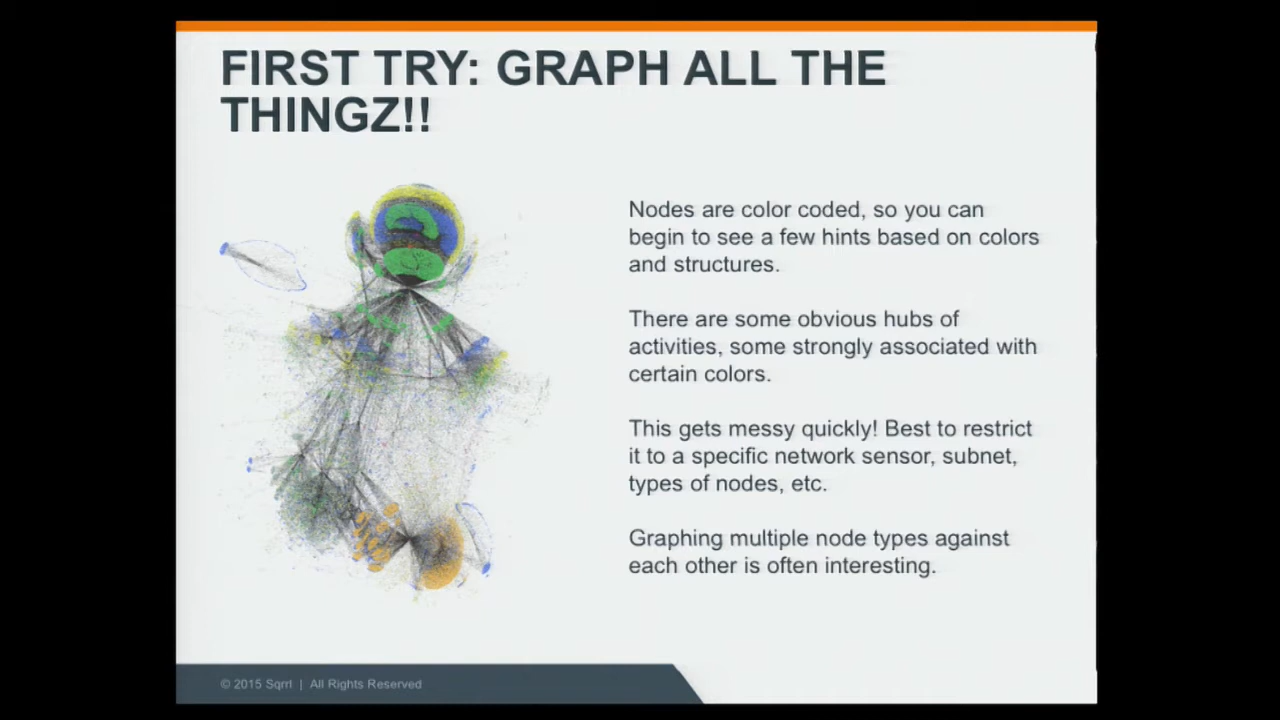 FIRST TRY: GRAPH ALL THE
THINGZ!!
Nodes are color coded, so you can
begin to see a few hints based on colors
and structures.
There are some obvious hubs of
activities, some strongly associated with
certain colors.
This gets messy quickly! Best to restrict
it to a specific network sensor, subnet,
types of nodes, etc.
Graphing multiple node types against
each other is often interesting.
© 2015 Sqrrl | All Rights Reserved